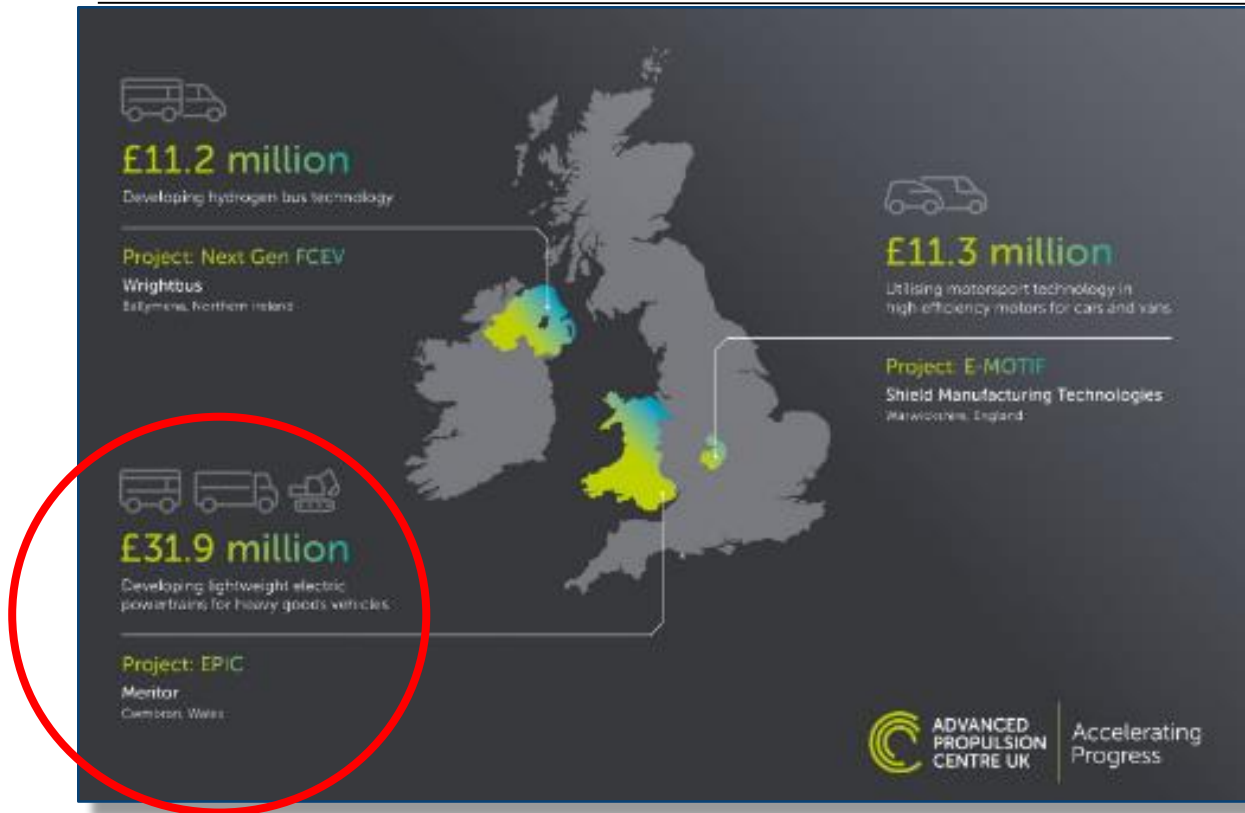 £11.2 million
Developing hydrogen bus technology
Project: Next Gen FCEV
Wrightbus
Ballymena, Northern Ireland
£11.3 million
Utilising motorsport technology in
high-efficiency motors for cars and vans
Project: E-MOTIF
Shield Manufacturing Technologies
Warwickshire, England
£31.9 million
Developing lightweight electric
powertrains for heavy goods vehicles
Project: EPIC
Meritor
Cwmbran, Wales
ADVANCED
PROPULSION
CENTRE UK
Accelerating
Progress